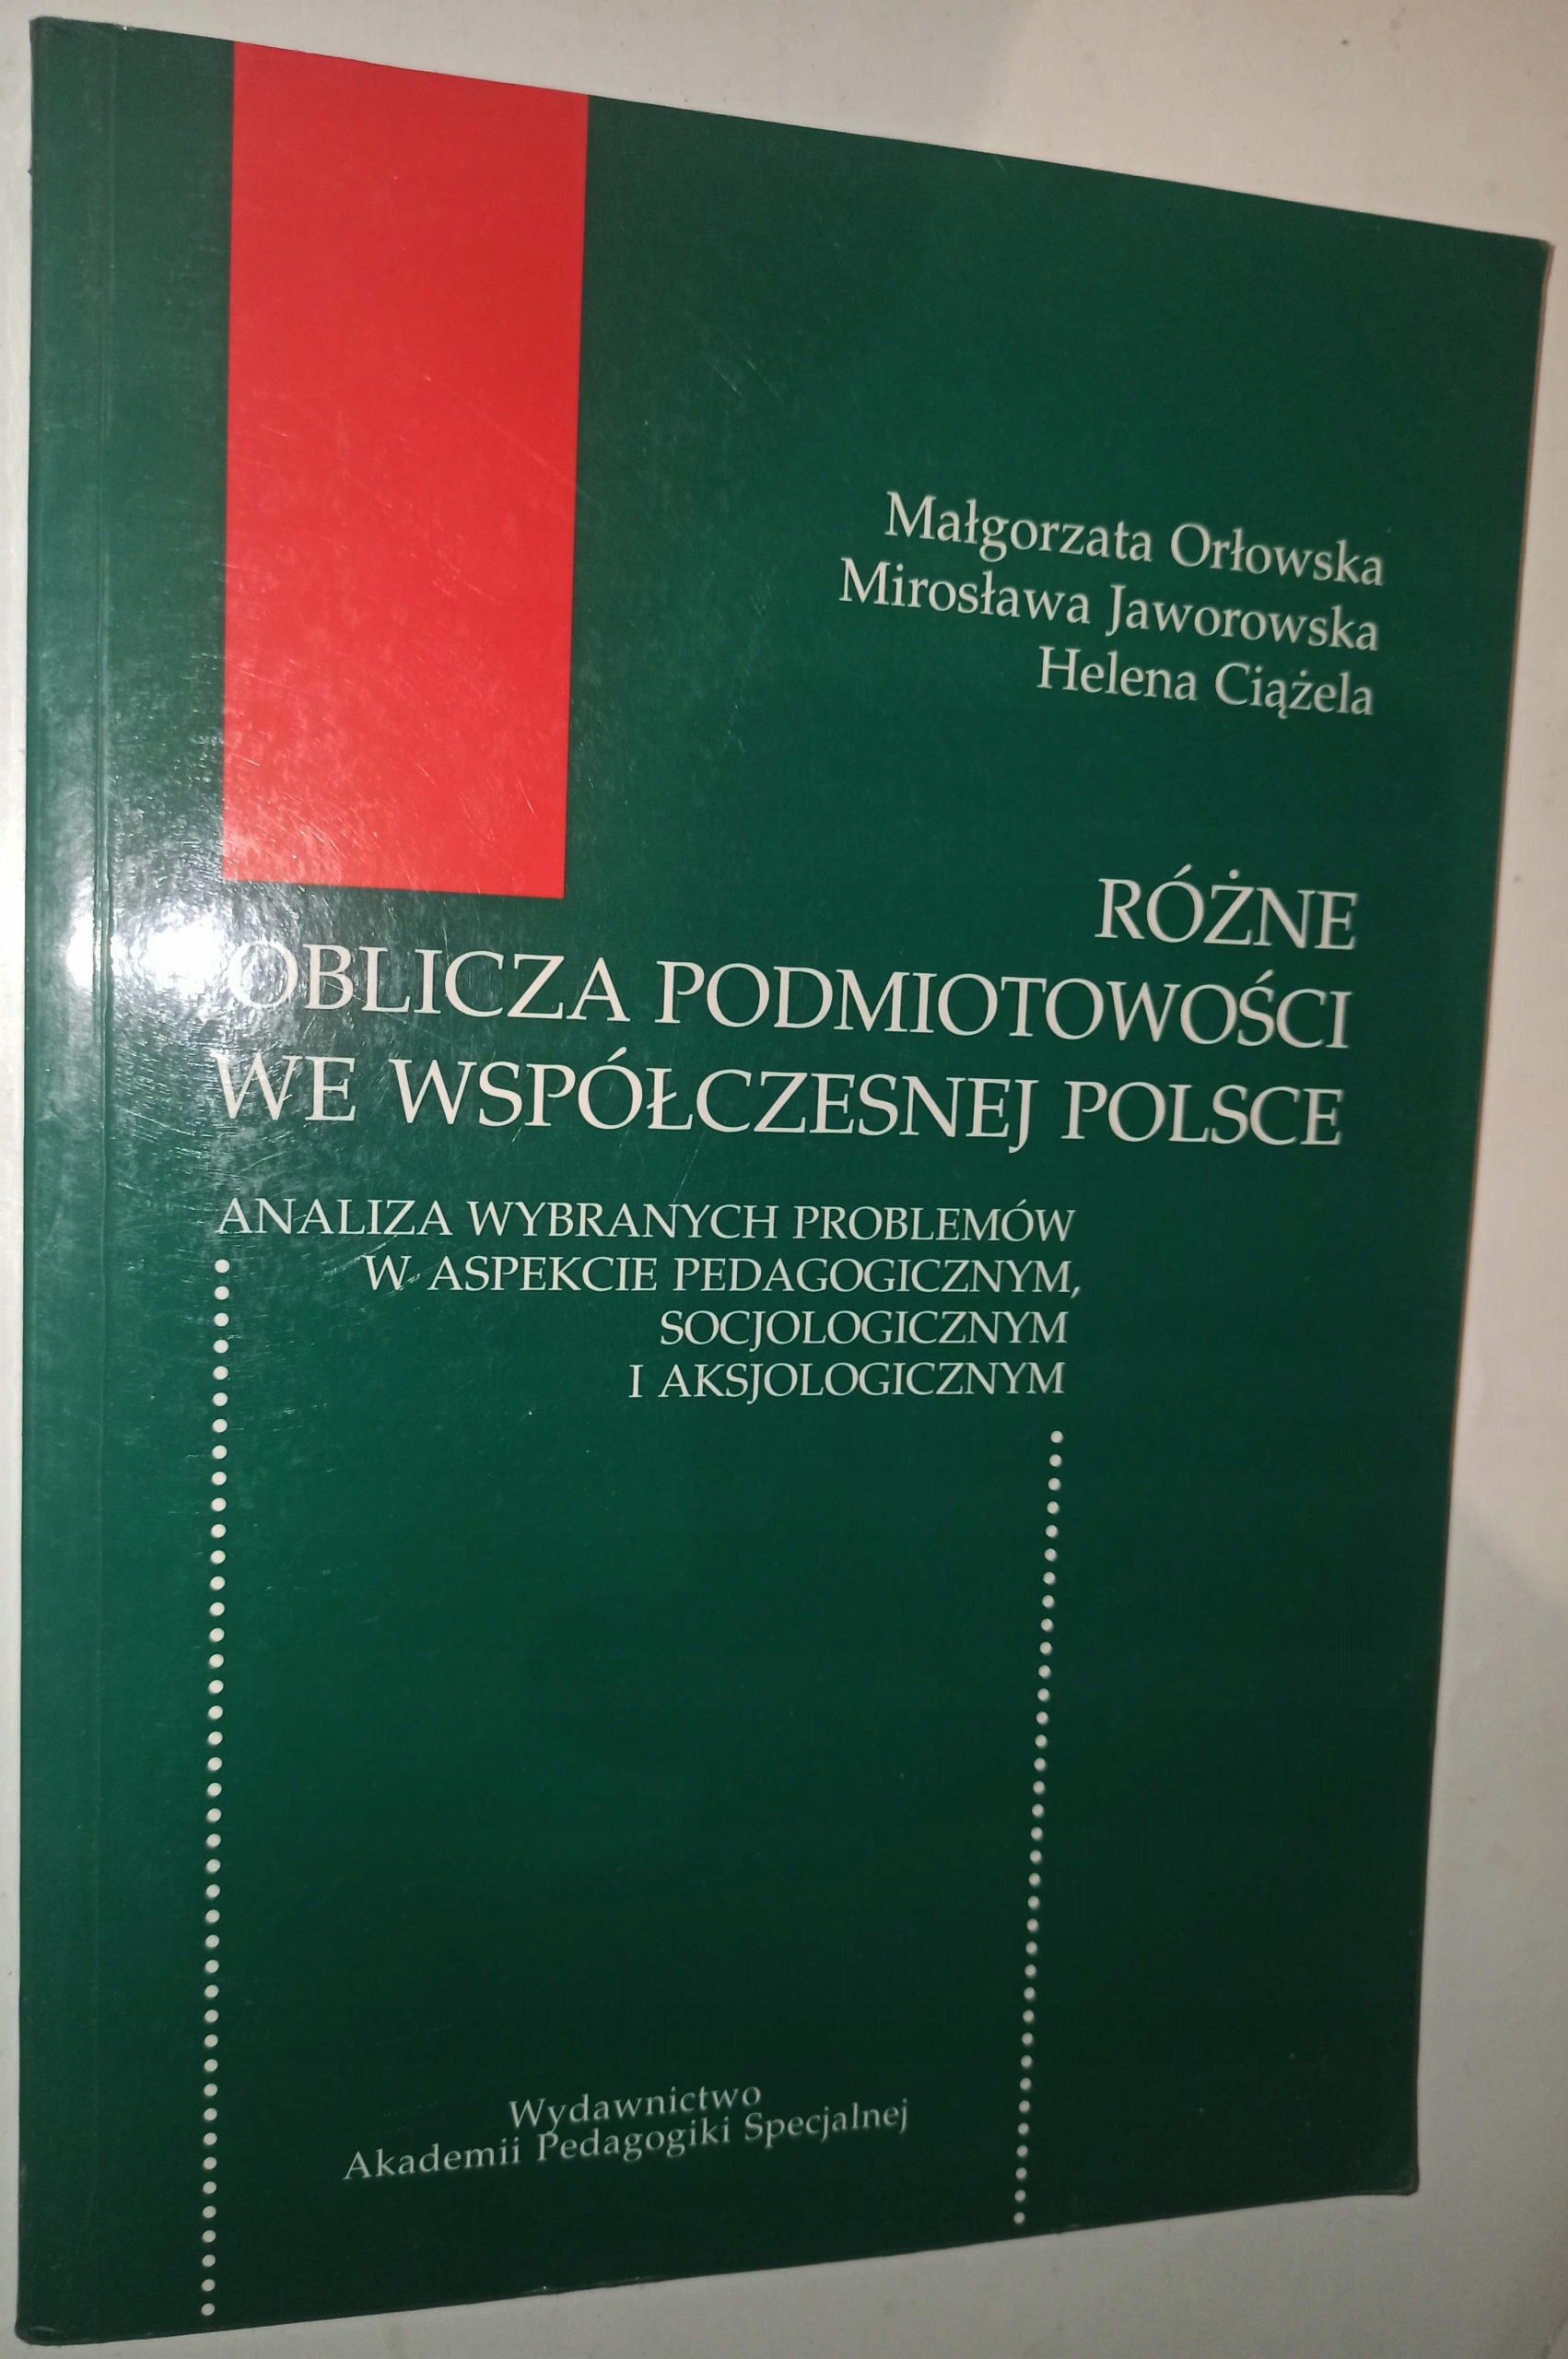 Małgorzata Orłowska
Mirosława Jaworowska
Helena Ciążela
RÓŻNE
OBLICZA PODMIOTOWOŚCI
WE WSPÓŁCZESNEJ POLSCE
ANALIZA WYBRANYCH PROBLEMÓW
W ASPEKCIE PEDAGOGICZNYM,
SOCJOLOGICZNYM
I AKSJOLOGICZNYM
Wydawnictwo
Akademii Pedagogiki Specjalnej